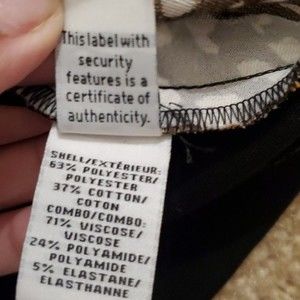 This label with
security
features is a
certificate of
authenticity.
SHELL/EXTÉRIEUR:
63% POLYESTER/
POLYESTER
37% COTTON/
COTON
COMBO/COMBO:
71% VISCOSE/
VISCOSE
24% POLYAMIDE/
POLYAMIDE
5% ELASTANE/
ELASTHANNE